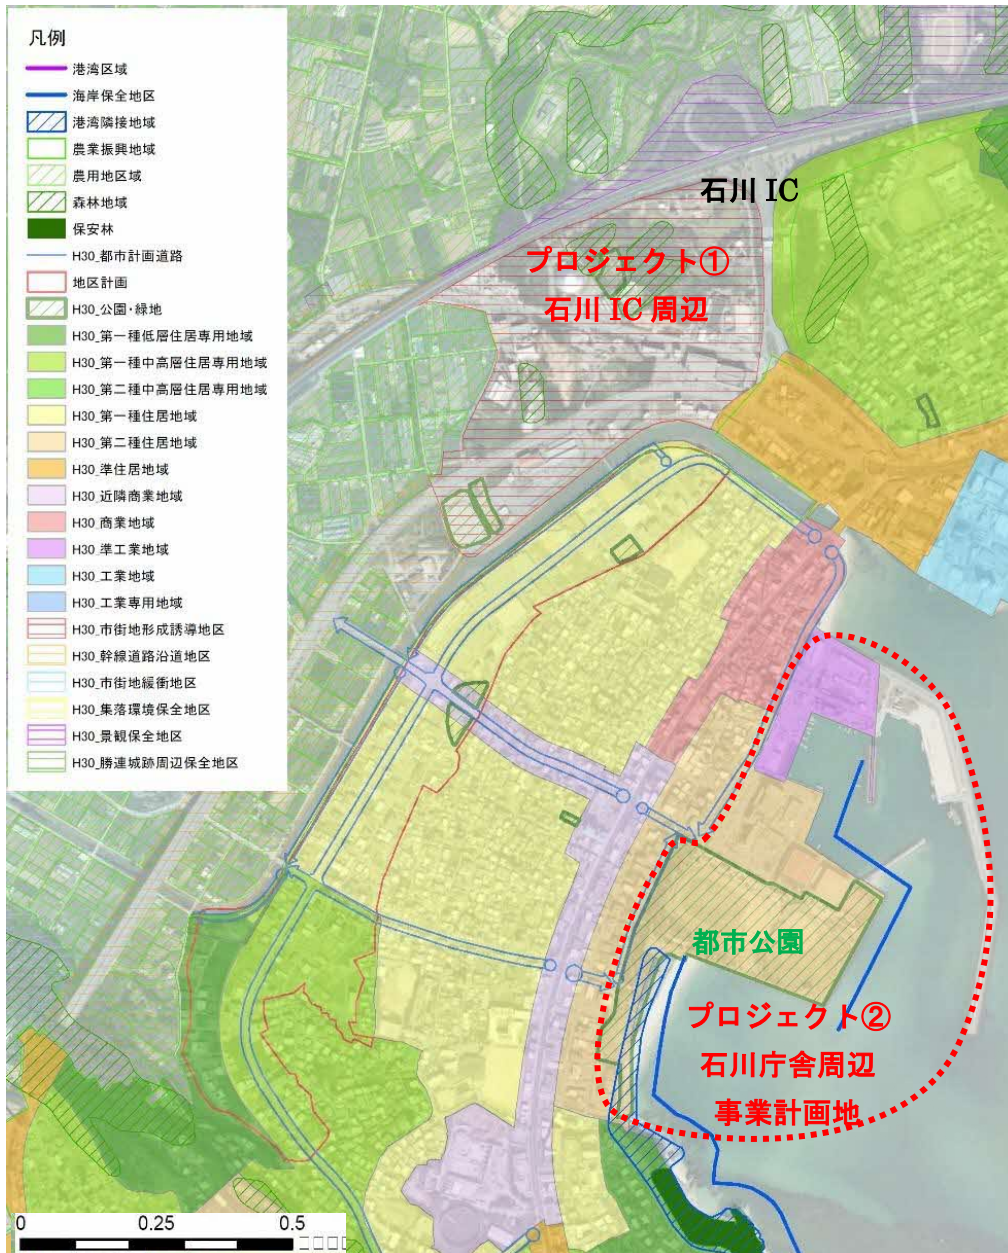 凡例
港湾区域
海岸保全地区
港湾隣接地域
農業振興地域
農用地区域
森林地域
保安林
H30_都市計画道路
地区計画
H30_公園・緑地
H30_第一種低層住居専用地域
H30_第一種中高層住居専用地域
H30_第二種中高層住居専用地域
H30_第一種住居地域
H30_第二種住居地域
H30_準住居地域
H30_近隣商業地域
H30_商業地域
H30_準工業地域
H30_工業地域
H30_工業専用地域
H30_市街地形成誘導地区
H30_幹線道路沿道地区
H30_市街地緩衝地区
H30_集落環境保全地区
H30_景観保全地区
H30_勝連城跡周辺保全地区
石川 IC
プロジェクト①
石川 IC 周辺
都市公園
プロジェクト②
石川庁舎周辺
事業計画地
0 0.25 0.5